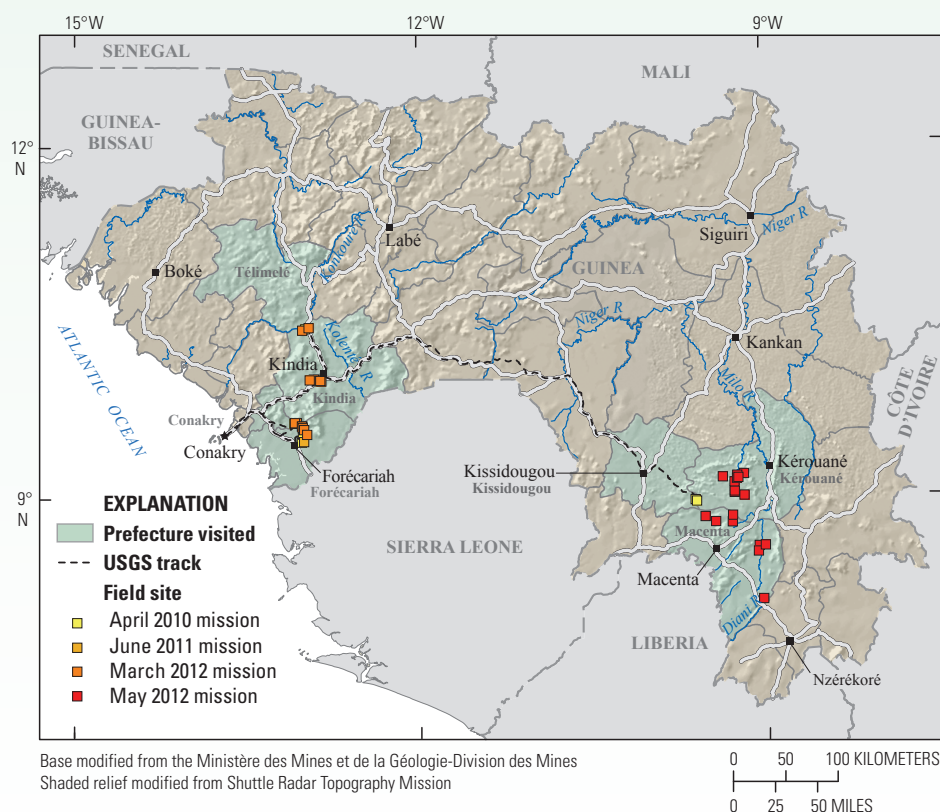 15°W
12°W
9°W
SENEGAL
MALI
GUINEA-
BISSAU
12°
N
Niger R
Siguiri
Labé
Konkouré R
Télimelé
GUINEA
Boké
Niger R
ATLANTIC OCEAN
Kolente R
Kankan
Kindia
Milo R
Kindia
CÔTE
D'IVOIRE
Conakry
Conakry
Forécariah
Forécariah
Kissidougou
Kissidougou
Kérouané
Kérouané
9°
N
EXPLANATION
Prefecture visited
USGS track
Field site
April 2010 mission
June 2011 mission
March 2012 mission
May 2012 mission
SIERRA LEONE
Macenta
Macenta
Diani R
LIBERIA
Nzérékoré
Base modified from the Ministère des Mines et de la Géologie-Division des Mines
Shaded relief modified from Shuttle Radar Topography Mission
0 50 100 KILOMETERS
0 25 50 MILES